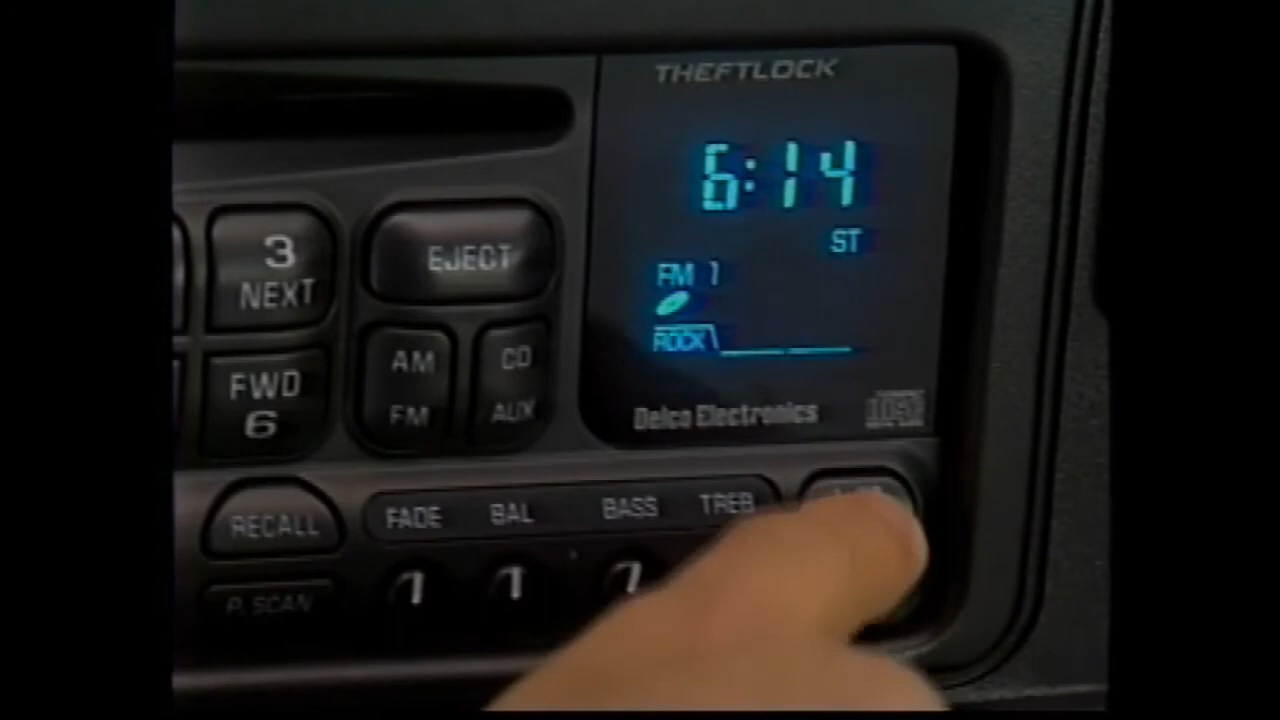 THEFTLOCK
6:14
ST
FM 1
ROCK
Delco Electronics
3
NEXT
EJECT
FWD
6
AM
FM
CD
AUX
RECALL
FADE BAL BASS TREB
P. SCAN